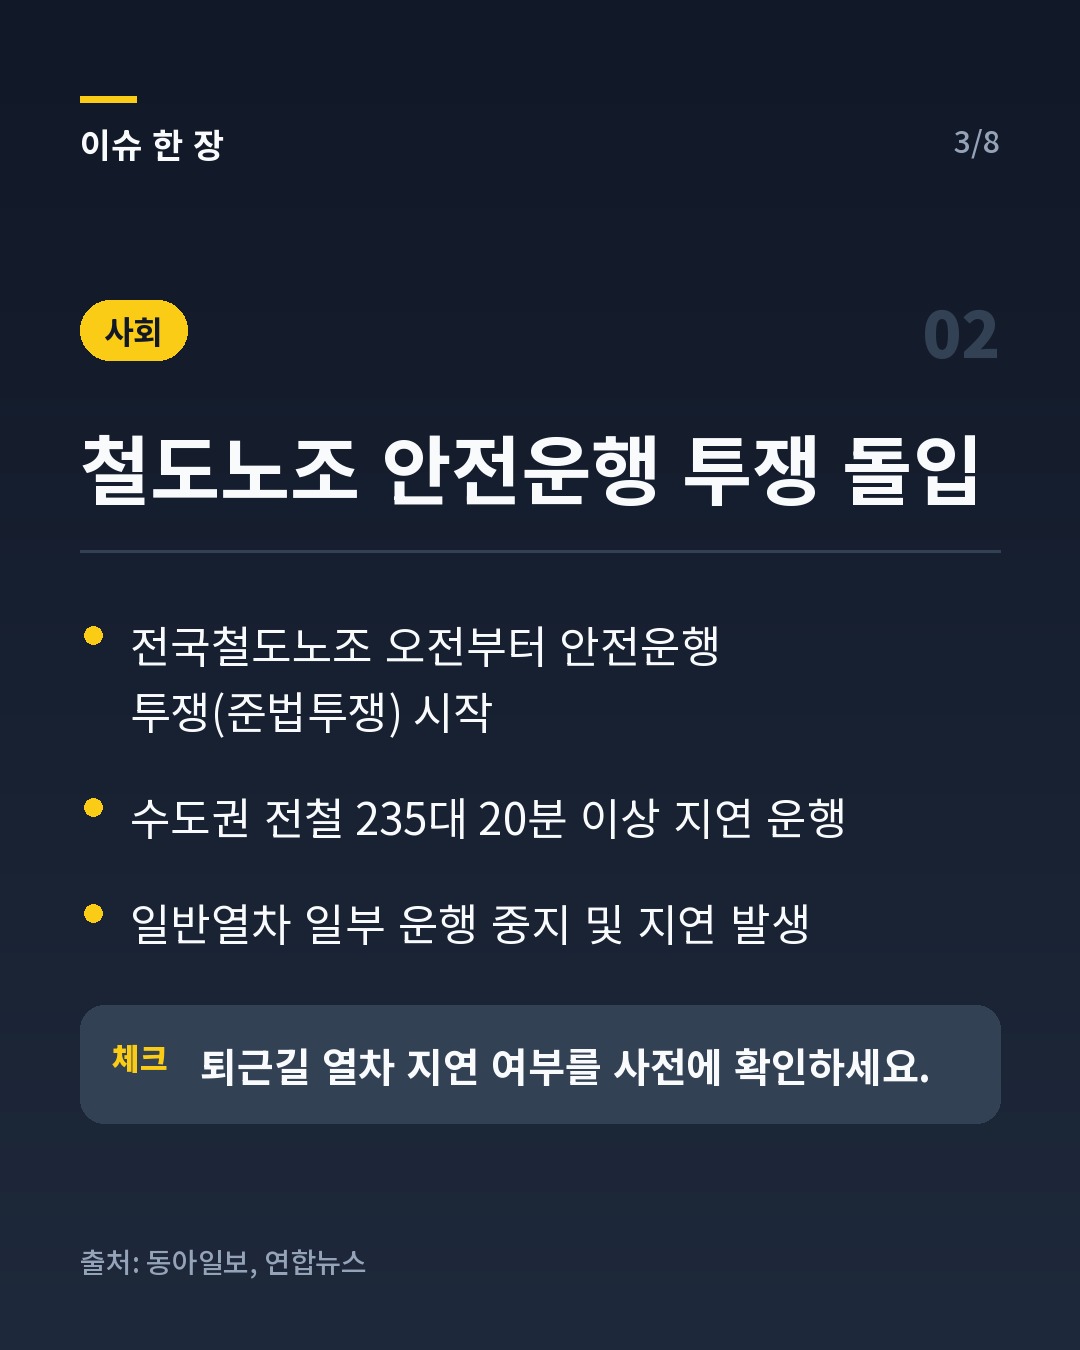 이슈 한 장
3/8
사회
02
철도노조 안전운행 투쟁 돌입
전국철도노조 오전부터 안전운행
투쟁(준법투쟁) 시작
수도권 전철 235대 20분 이상 지연 운행
일반열차 일부 운행 중지 및 지연 발생
체크 퇴근길 열차 지연 여부를 사전에 확인하세요.
출처: 동아일보, 연합뉴스